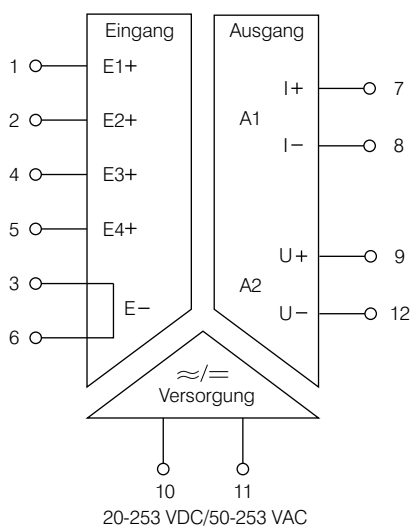 Eingang
Ausgang
1 E1+
2 E2+
4 E3+
5 E4+
3
E−
6
I+ 7
A1
I− 8
U+ 9
A2
U− 12
≈/=
Versorgung
10 11
20-253 VDC/50-253 VAC